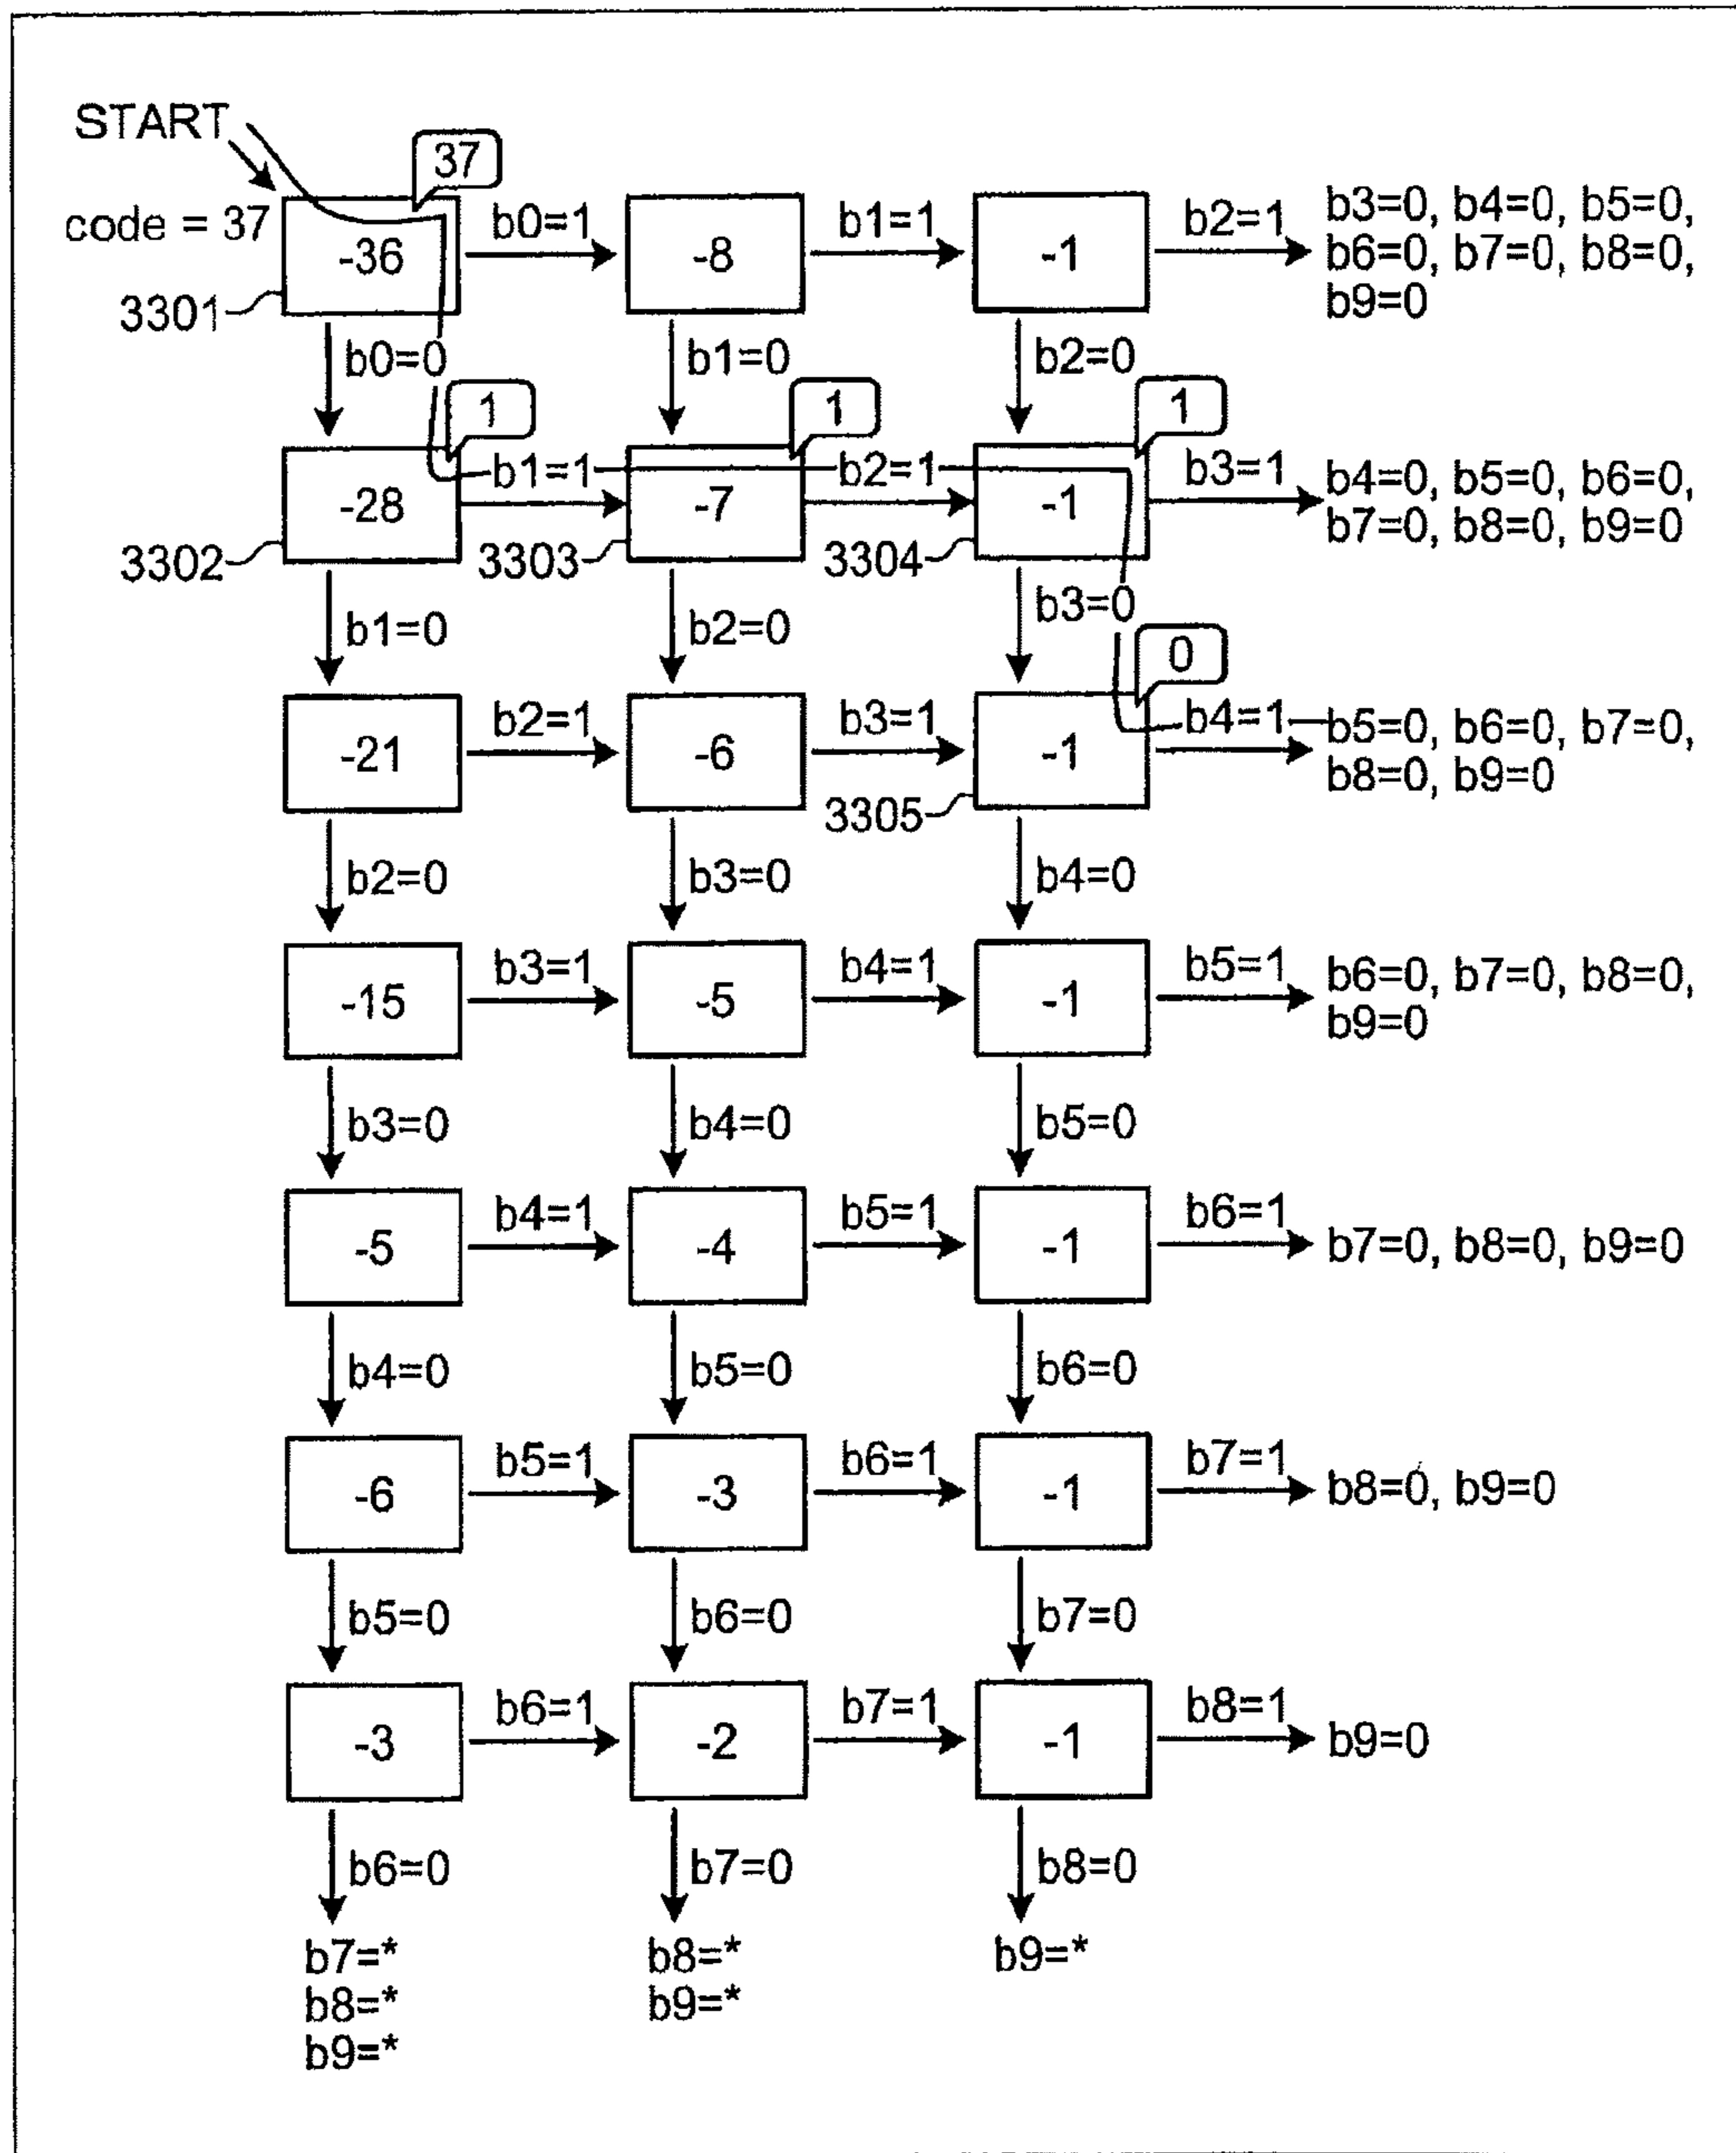 START
37
code = 37
-36
b0=1
-8
b1=1
-1
b2=1
b3=0, b4=0, b5=0,
b6=0, b7=0, b8=0,
b9=0
3301
b0=0
b1=0
b2=0
1
1
1
-28
b1=1
-7
b2=1
-1
b3=1
b4=0, b5=0, b6=0,
b7=0, b8=0, b9=0
3302
3303
3304
b1=0
b2=0
b3=0
0
-21
b2=1
-6
b3=1
-1
b4=1
b5=0, b6=0, b7=0,
b8=0, b9=0
3305
b2=0
b3=0
b4=0
-15
b3=1
-5
b4=1
-1
b5=1
b6=0, b7=0, b8=0,
b9=0
b3=0
b4=0
b5=0
-5
b4=1
-4
b5=1
-1
b6=1
b7=0, b8=0, b9=0
b4=0
b5=0
b6=0
-6
b5=1
-3
b6=1
-1
b7=1
b8=0, b9=0
b5=0
b6=0
b7=0
-3
b6=1
-2
b7=1
-1
b8=1
b9=0
b6=0
b7=0
b8=0
b7=*
b8=*
b9=*
b8=*
b9=*
b9=*